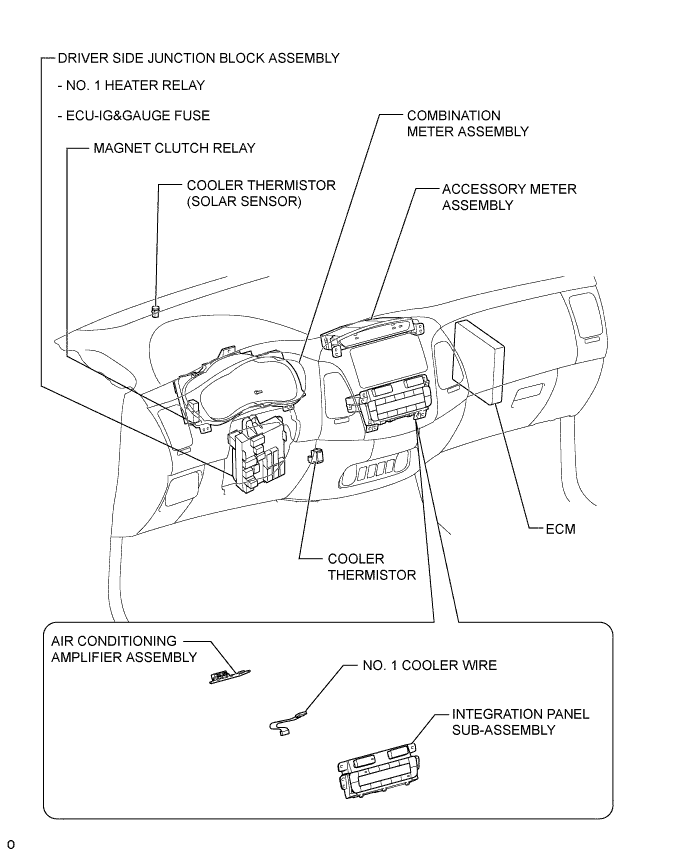 DRIVER SIDE JUNCTION BLOCK ASSEMBLY
- NO. 1 HEATER RELAY
- ECU-IG&GAUGE FUSE
MAGNET CLUTCH RELAY
COMBINATION
METER ASSEMBLY
COOLER THERMISTOR
(SOLAR SENSOR)
ACCESSORY METER
ASSEMBLY
ECM
COOLER
THERMISTOR
AIR CONDITIONING
AMPLIFIER ASSEMBLY
NO. 1 COOLER WIRE
INTEGRATION PANEL
SUB-ASSEMBLY
O